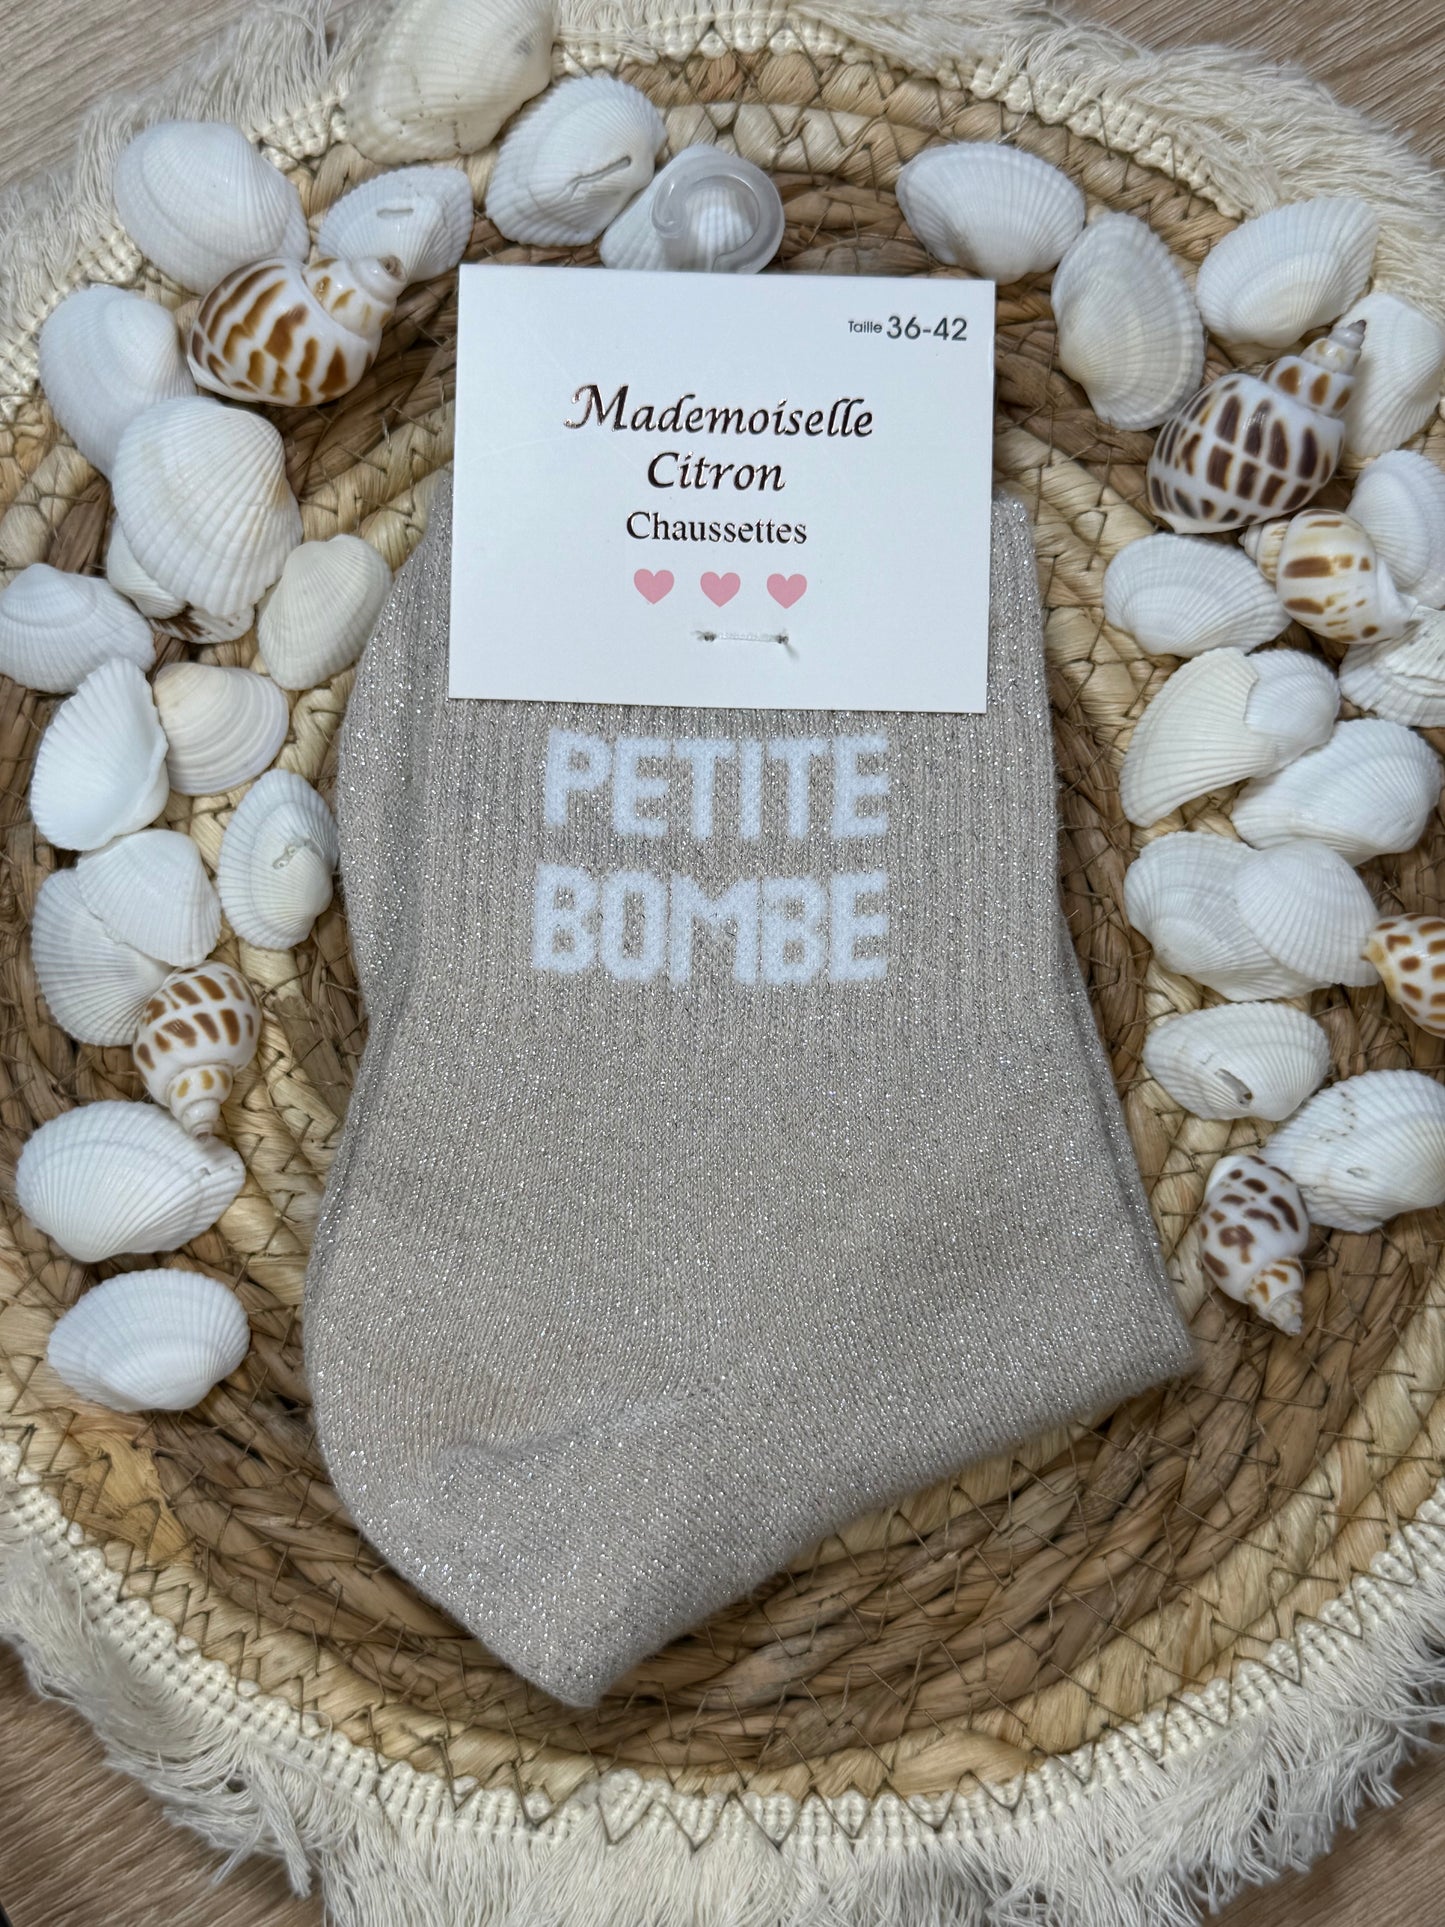 Taille 36-42
Mademoiselle
Citron
Chaussettes
PETITE
BOMBE